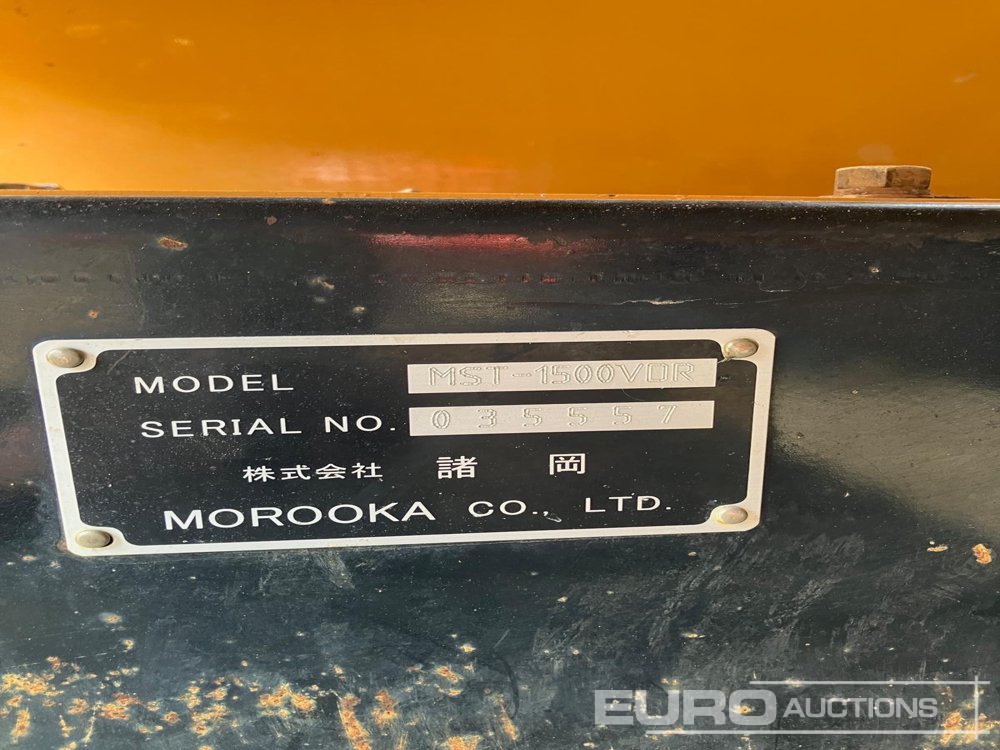 MODEL MST-1500VDR
SERIAL NO. 035557
株式会社 諸岡
MOROOKA CO., LTD.
EURO AUCTIONS